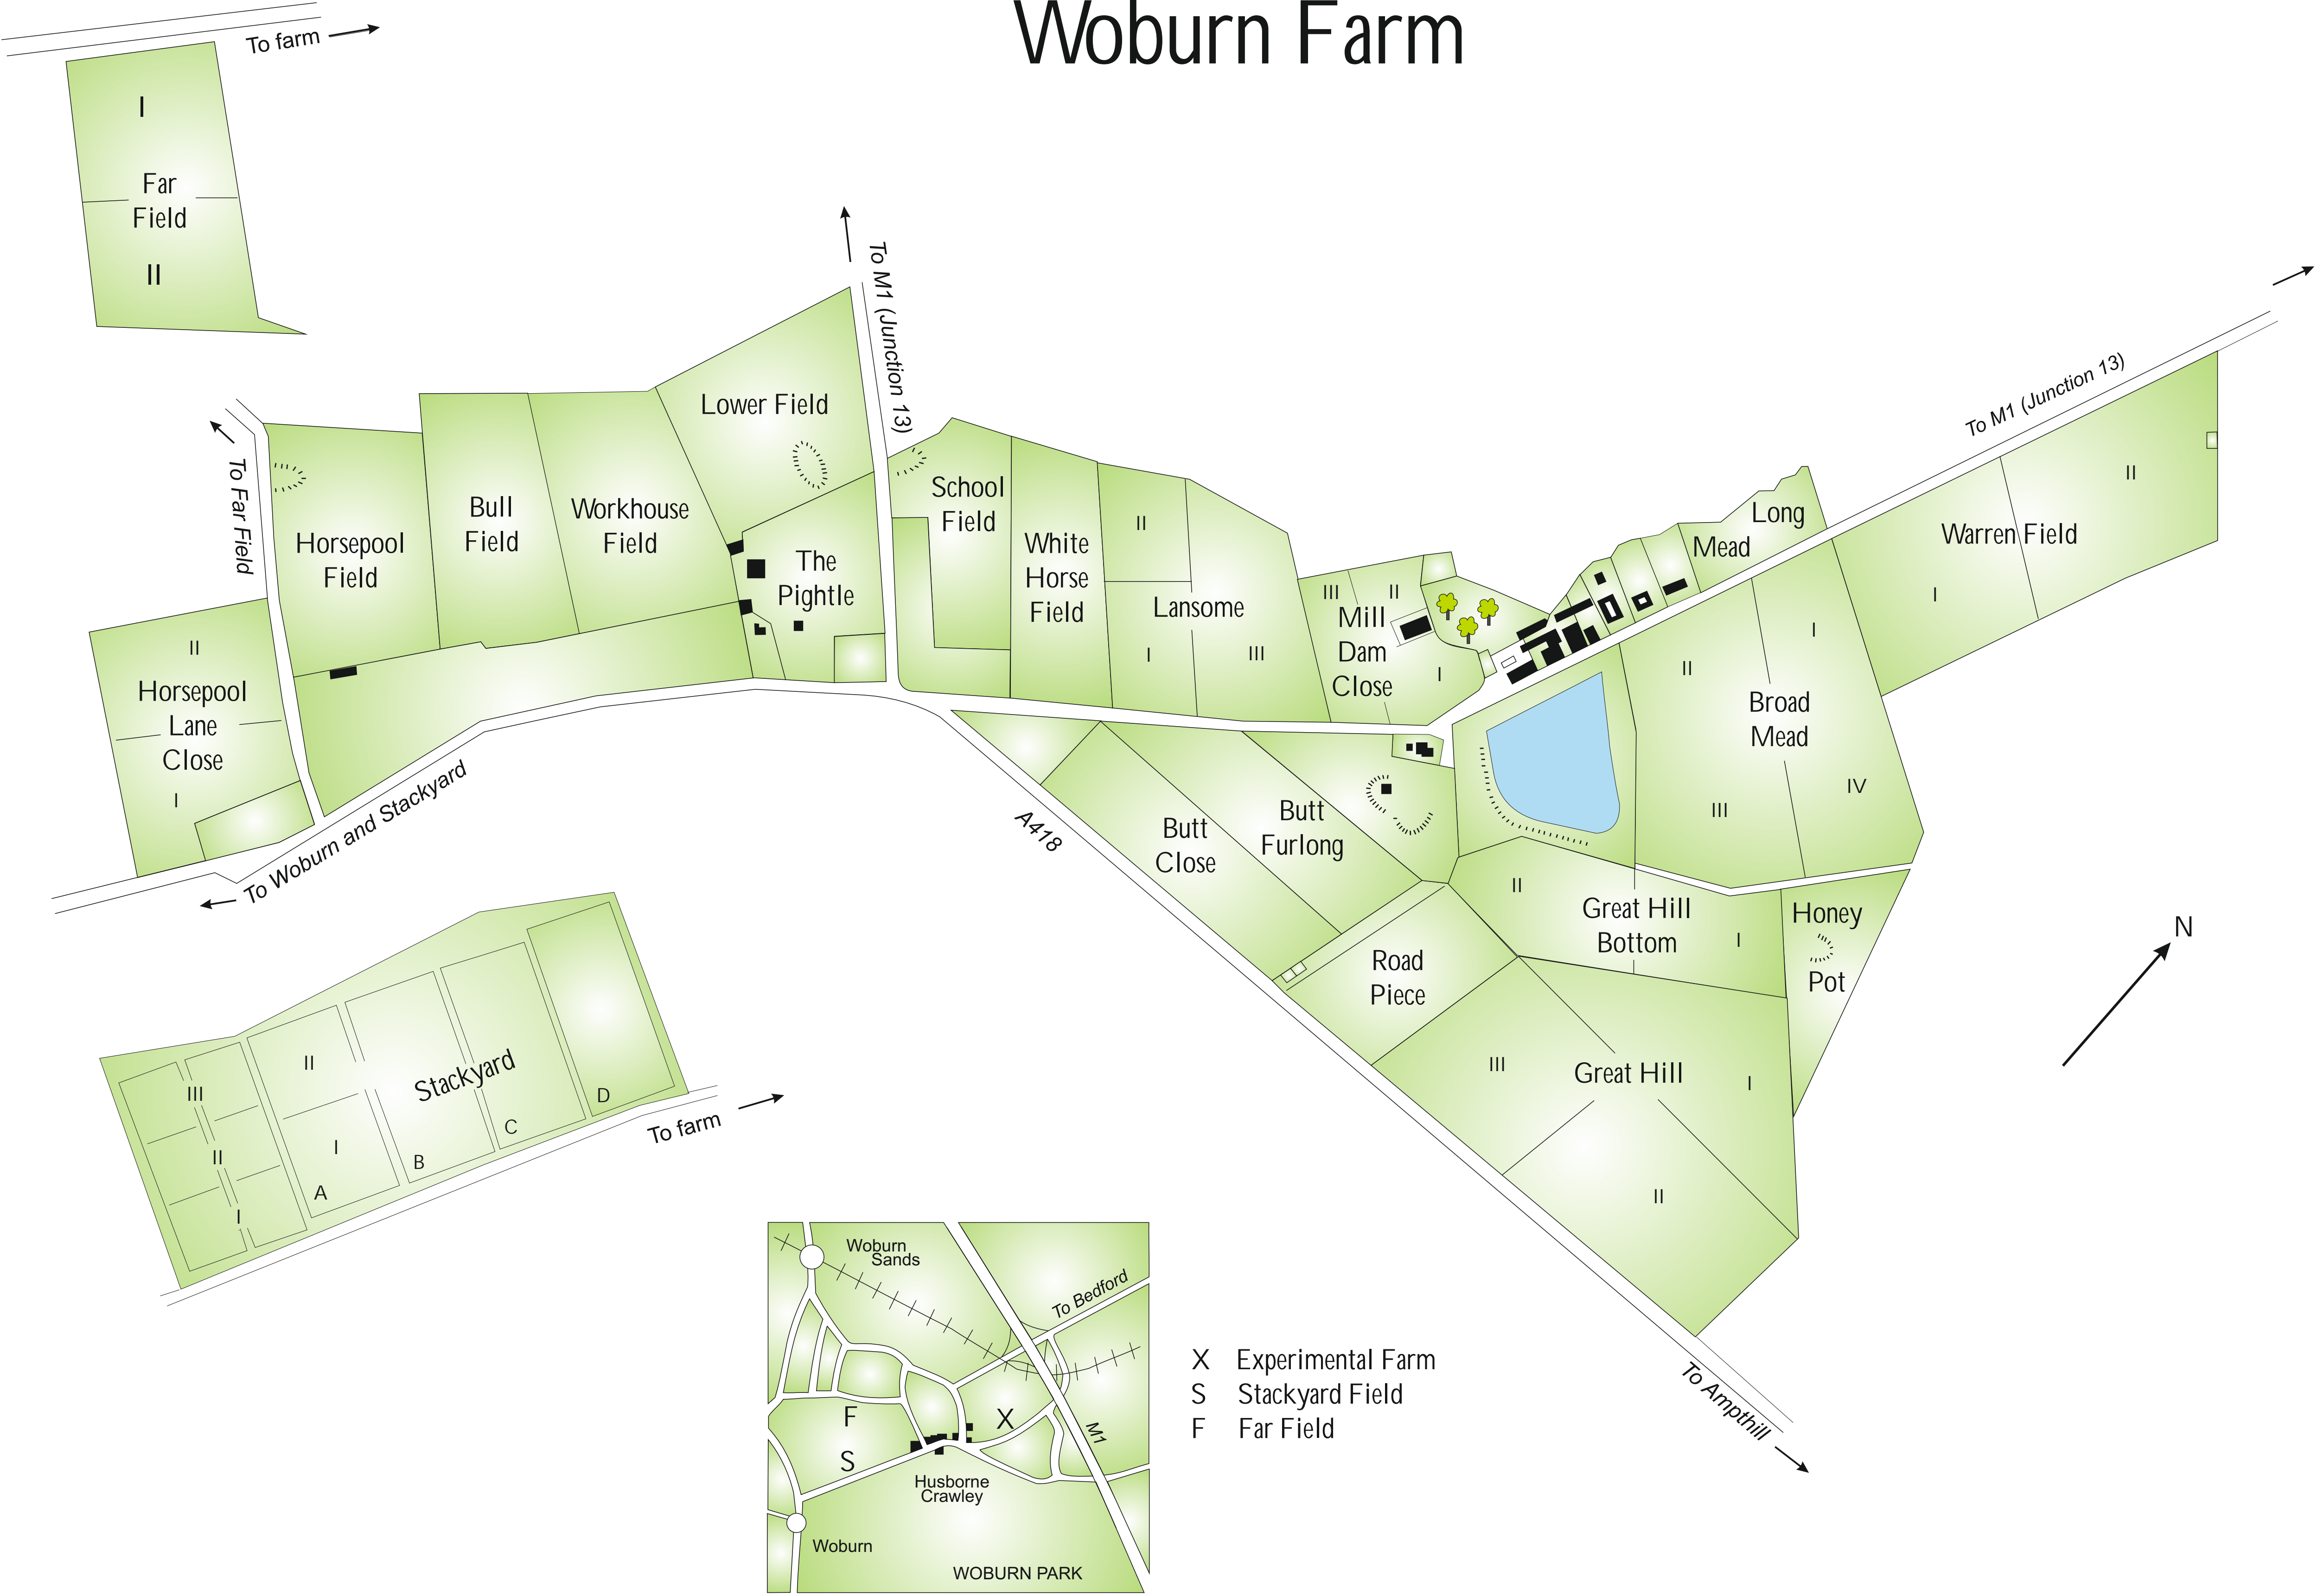 Woburn Farm
To farm
I
Far
Field
II
To M1 (Junction 13)
To Far Field
Horsepool
Field
Bull
Field
Workhouse
Field
Lower Field
The
Pightle
II
Horsepool
Lane
Close
I
To Woburn and Stackyard
School
Field
White
Horse
Field
II
Lansome
I
III
III
II
Mill
Dam
Close
I
Long
Mead
To M1 (Junction 13)
II
Warren Field
I
I
II
Broad
Mead
IV
III
A418
Butt
Close
Butt
Furlong
II
Great Hill
Bottom
I
Honey
Pot
Road
Piece
III
Great Hill
I
II
To Ampthill
N
III
II
I
II
I
A
Stackyard
B
C
D
To farm
Woburn
Sands
To Bedford
F
X
S
M1
Husborne
Crawley
Woburn
WOBURN PARK
X Experimental Farm
S Stackyard Field
F Far Field